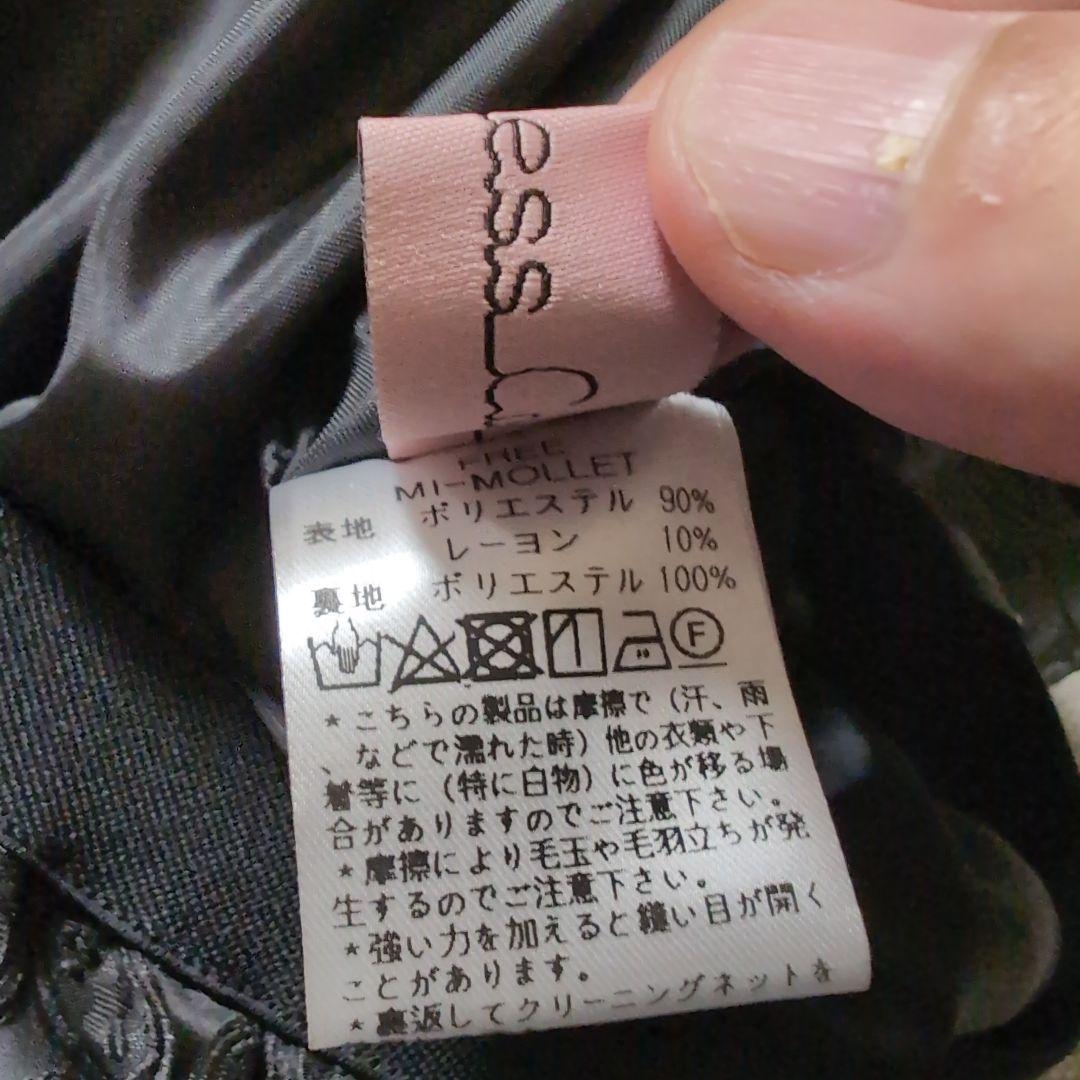 ess
FREE
MI-MOLLET
表地 ポリエステル 90%
レーヨン 10%
裏地 ポリエステル 100%
F
*こちらの製品は摩擦で(汗、雨
、などで濡れた時)他の衣類や下
着等に(特に白物)に色が移る場
合がありますのでご注意下さい。
*摩擦により毛玉や毛羽立ちが発
生するのでご注意下さい。
*強い力を加えると縫い目が開く
ことがあります。
*裏返してクリーニングネットを